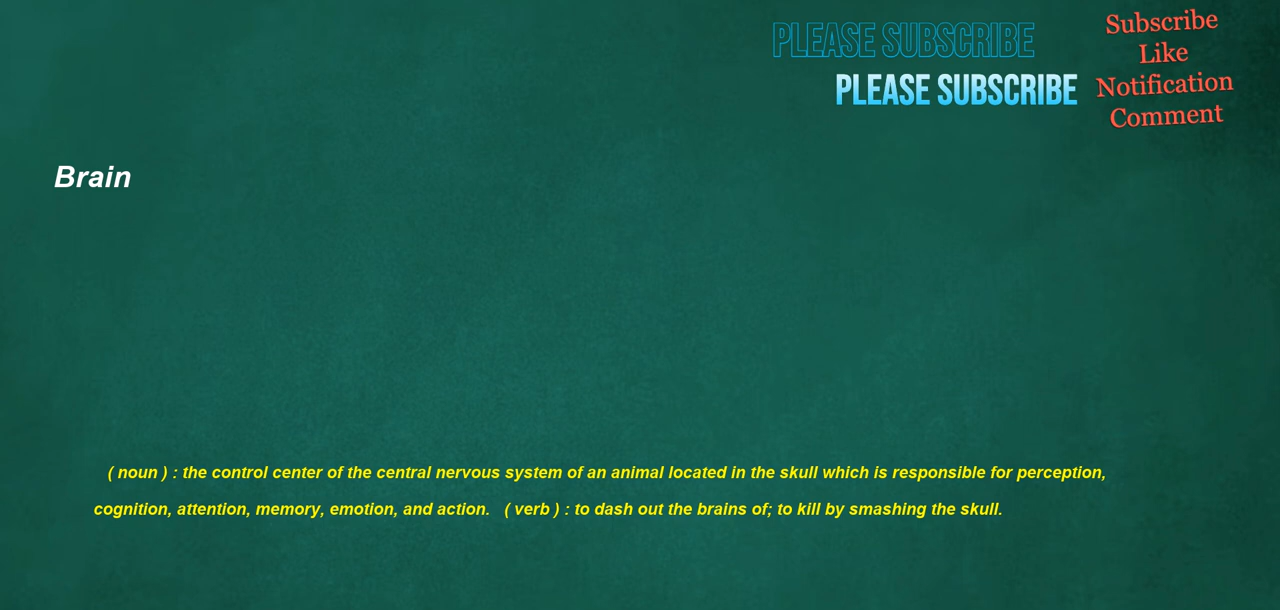 PLEASE SUBSCRIBE
PLEASE SUBSCRIBE
Subscribe
Like
Notification
Comment
Brain
( noun ) : the control center of the central nervous system of an animal located in the skull which is responsible for perception,
cognition, attention, memory, emotion, and action. ( verb ) : to dash out the brains of; to kill by smashing the skull.